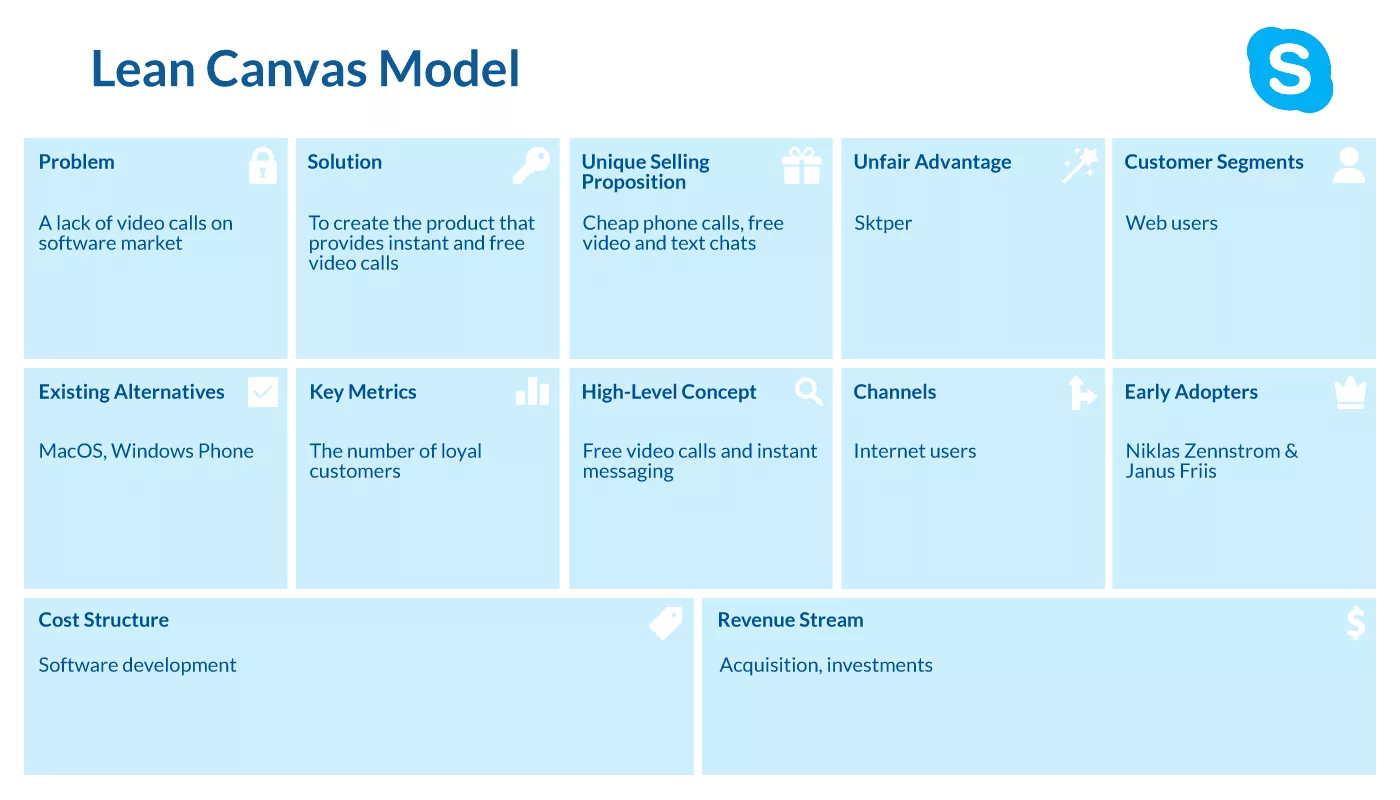 Lean Canvas Model
S
Problem
A lack of video calls on
software market
Solution
To create the product that
provides instant and free
video calls
Unique Selling
Proposition
Cheap phone calls, free
video and text chats
Unfair Advantage
Sktper
Customer Segments
Web users
Existing Alternatives
MacOS, Windows Phone
Key Metrics
The number of loyal
customers
High-Level Concept
Free video calls and instant
messaging
Channels
Internet users
Early Adopters
Niklas Zennstrom &
Janus Friis
Cost Structure
Software development
Revenue Stream
$
Acquisition, investments